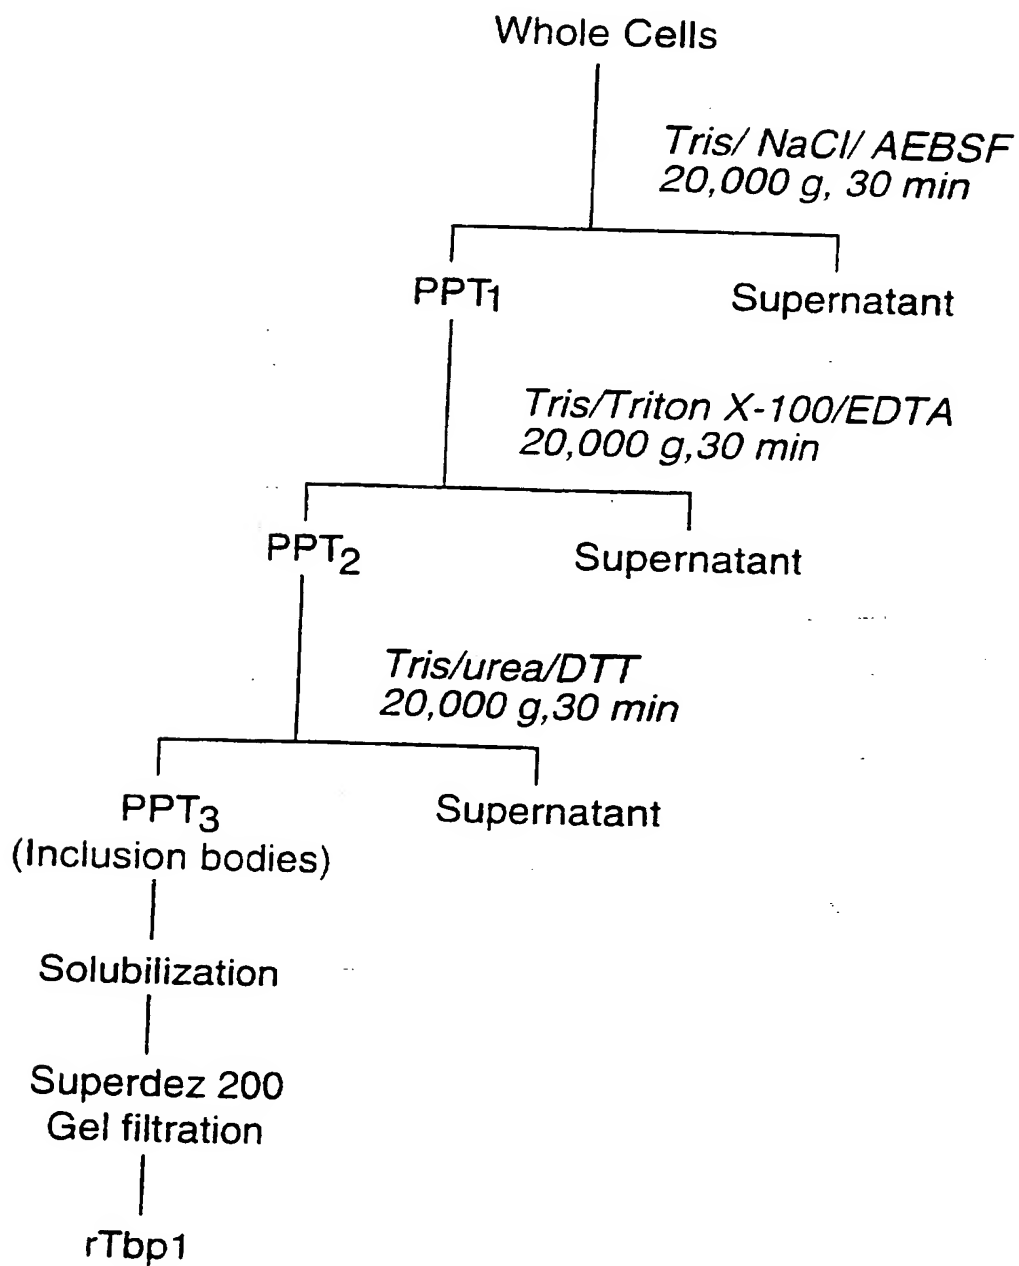 Whole Cells
Tris/ NaCl/ AEBSF
20,000 g, 30 min
PPT1
Supernatant
Tris/Triton X-100/EDTA
20,000 g,30 min
PPT2
Supernatant
Tris/urea/DTT
20,000 g,30 min
PPT3
(Inclusion bodies)
Supernatant
Solubilization
Superdez 200
Gel filtration
rTbp1